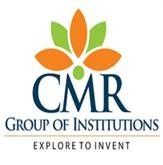 CMR
GROUP OF INSTITUTIONS
EXPLORE TO INVENT